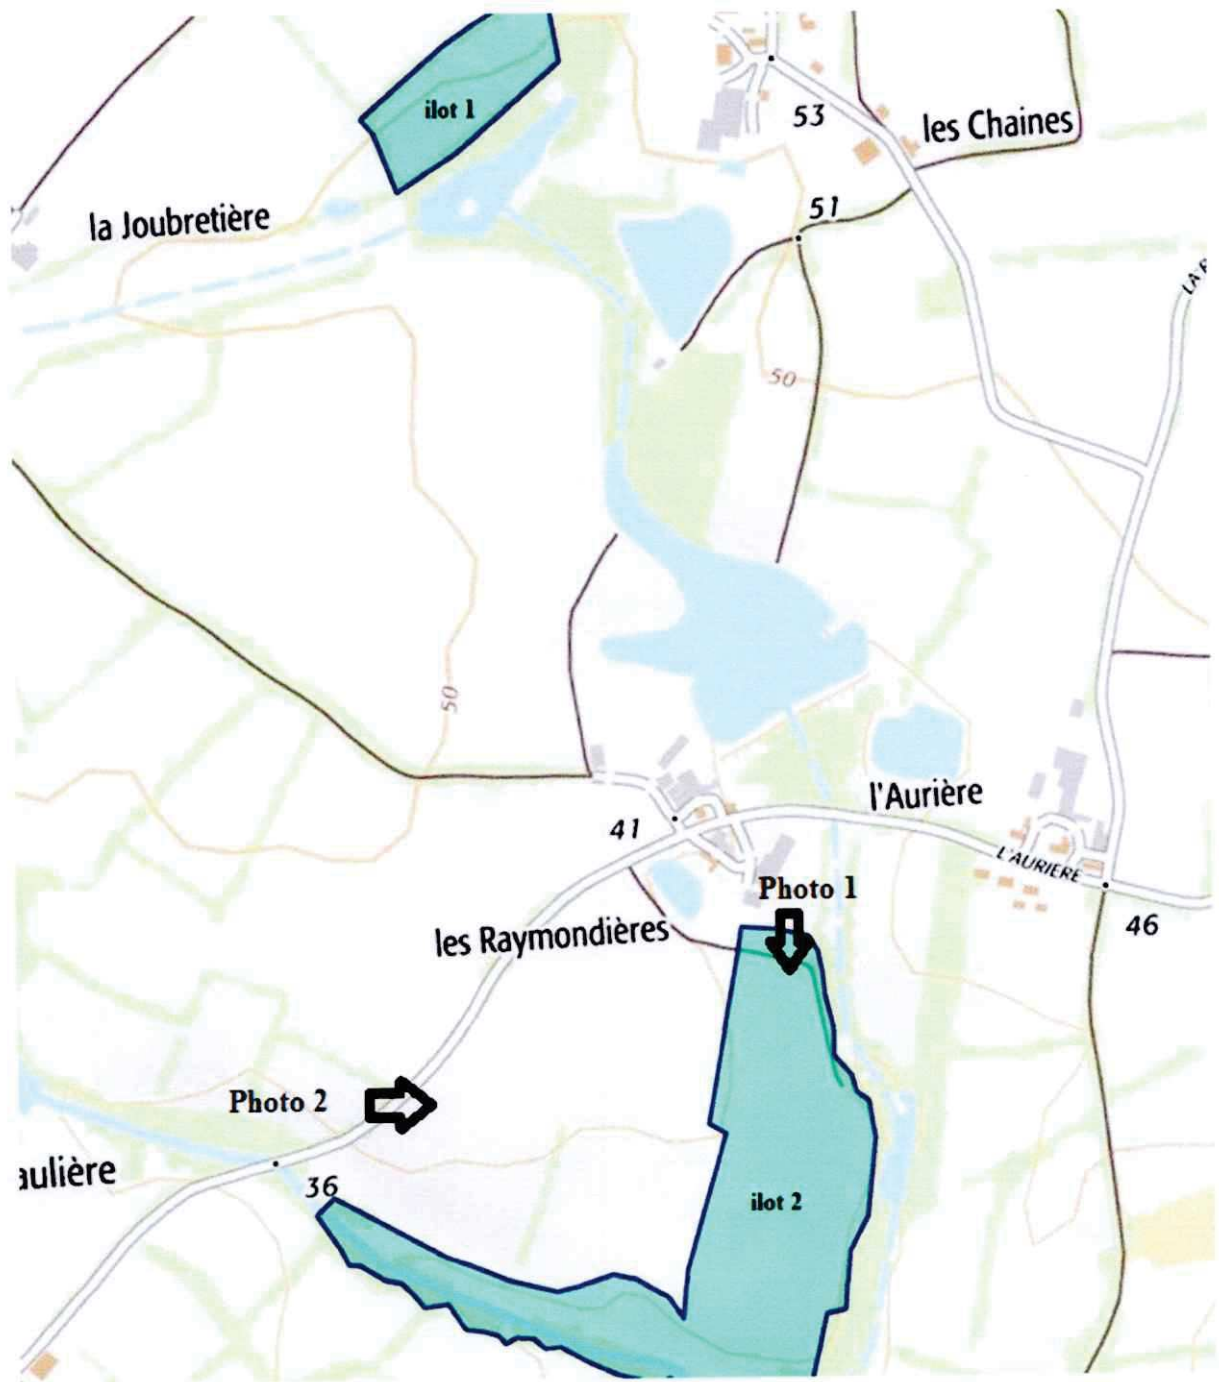 ilot 1
53
les Chaines
51
la Joubretière
50
50
l'Aurière
41
L'AURIERE
Photo 1
46
les Raymondières
Photo 2
aulière
36
ilot 2